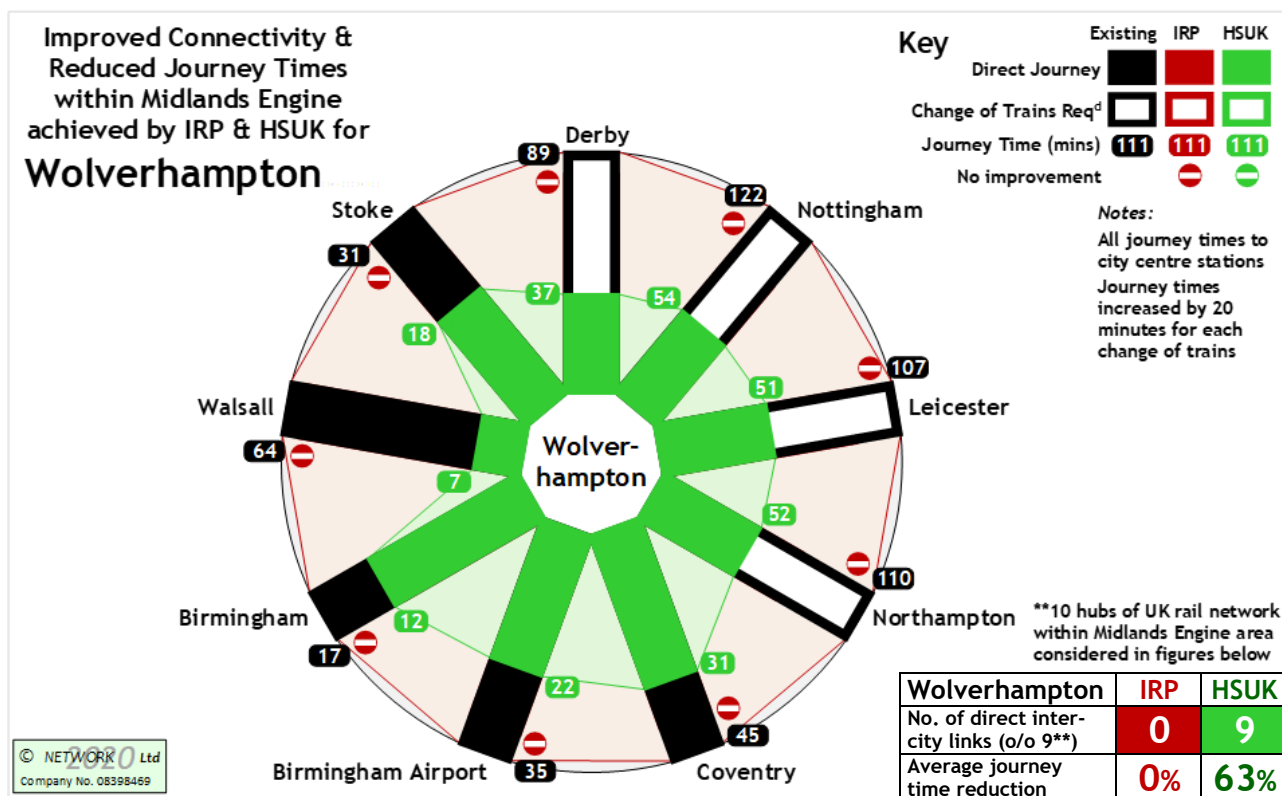 Improved Connectivity &
Reduced Journey Times
within Midlands Engine
achieved by IRP & HSUK for
Wolverhampton
Key
Existing IRP HSUK
Direct Journey
Change of Trains Reqᵈ
Journey Time (mins) 111 111 111
No improvement
Notes:
All journey times to
city centre stations
Journey times
increased by 20
minutes for each
change of trains
Derby
89
37
Nottingham
122
54
Leicester
107
51
Northampton
110
52
Coventry
45
31
Birmingham Airport
35
22
Birmingham
17
12
Walsall
64
7
Stoke
31
18
Wolver-
hampton
**10 hubs of UK rail network
within Midlands Engine area
considered in figures below
Wolverhampton IRP HSUK
No. of direct inter-
city links (o/o 9**) 0 9
Average journey
time reduction 0% 63%
© NETWORK 2020 Ltd
Company No. 08398469